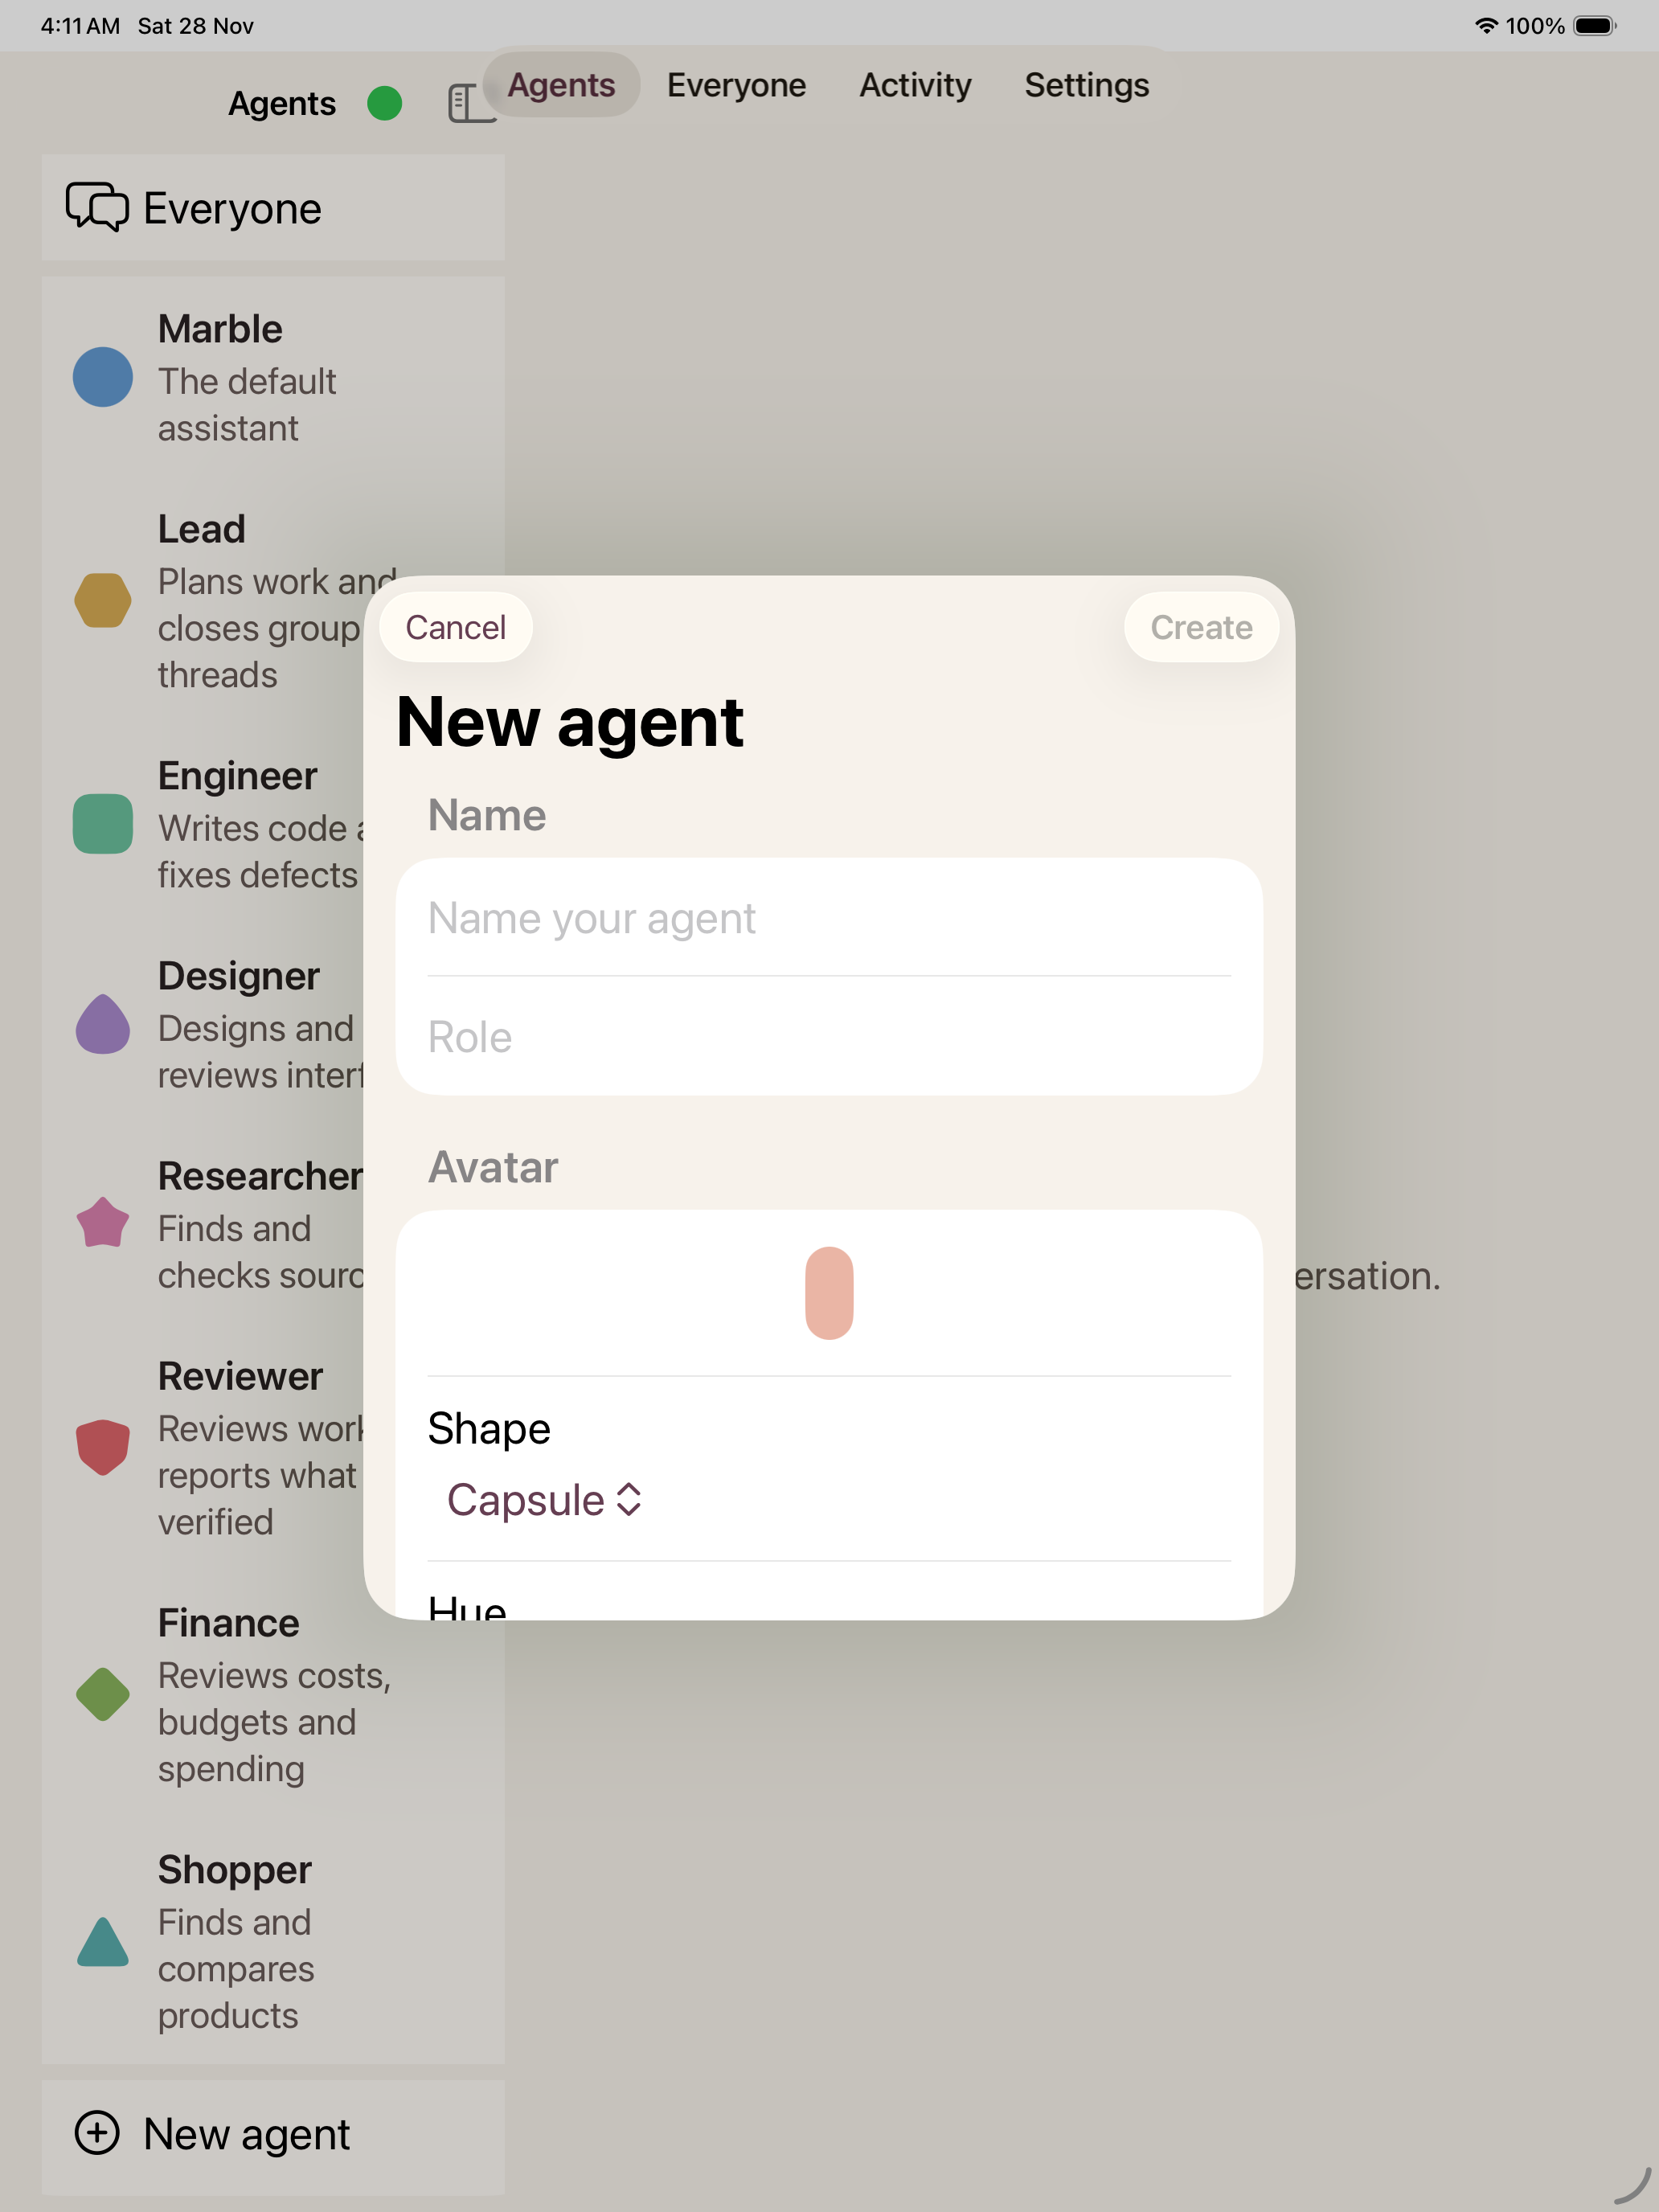 4:11 AM Sat 28 Nov
100%
Agents
Agents Everyone Activity Settings
Everyone
Marble
The default
assistant
Lead
Plans work and
closes group
threads
Engineer
Writes code
fixes defects
Designer
Designs and
reviews
Researcher
Finds and
checks
Reviewer
Reviews
reports what
verified
Finance
Reviews costs,
budgets and
spending
Shopper
Finds and
compares
products
New agent
Cancel
Create
New agent
Name
Name your agent
Role
Avatar
Shape
Capsule
Hue
ersation.